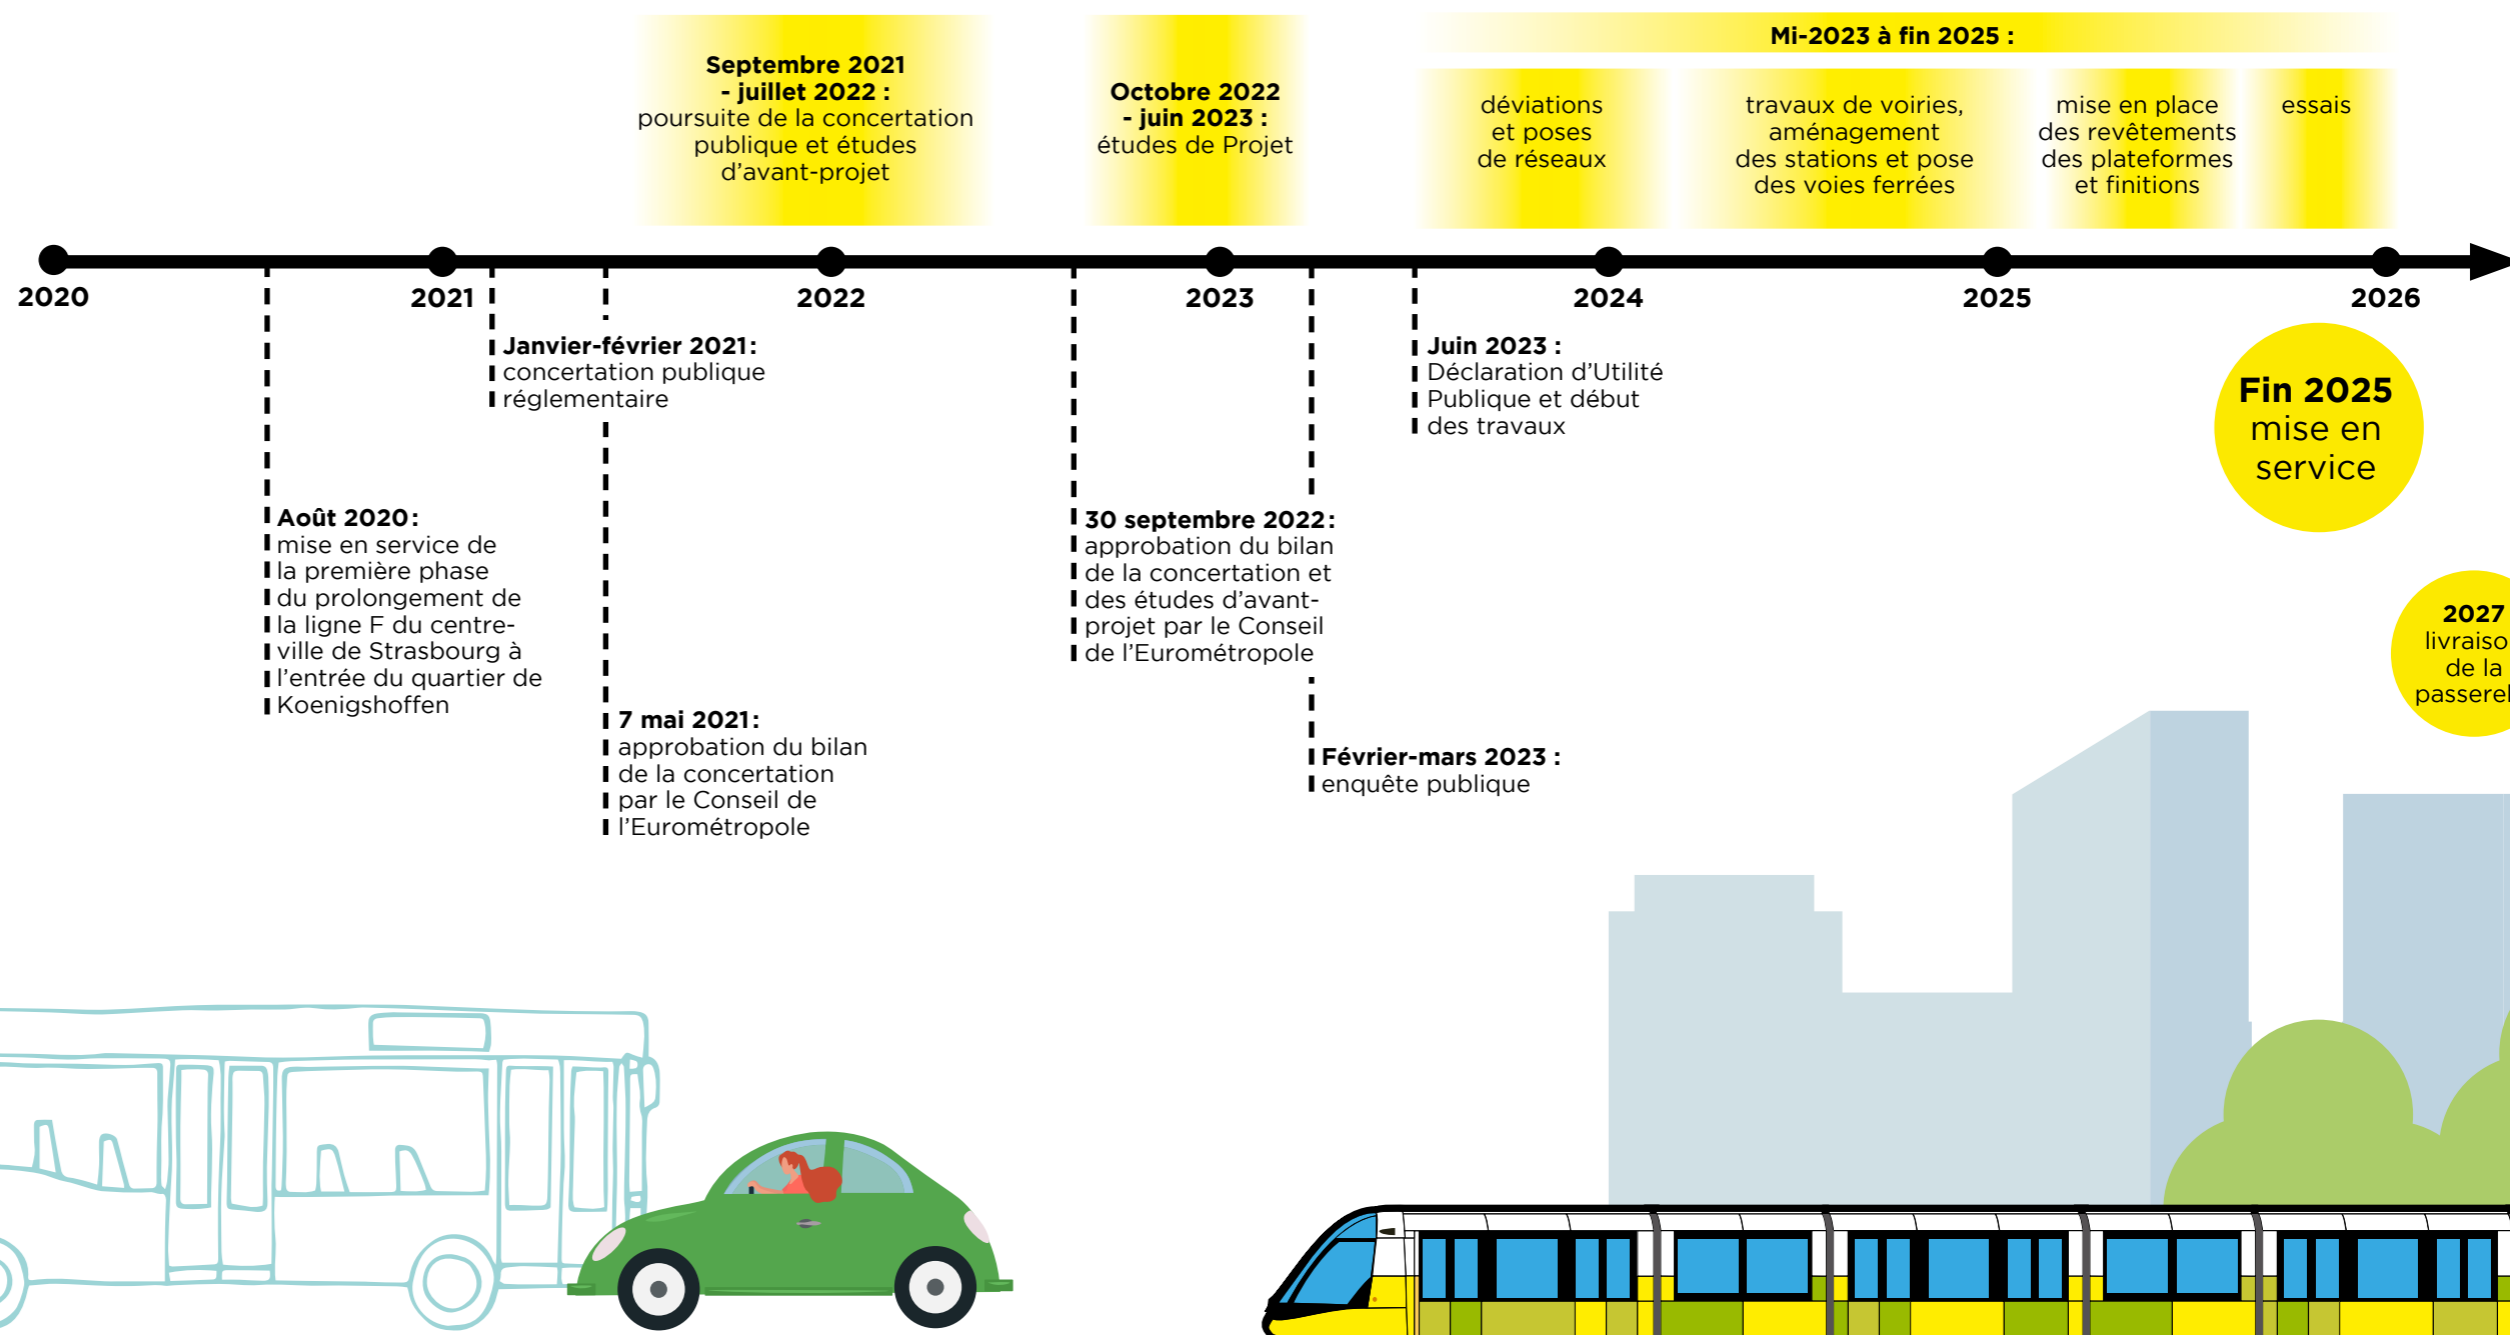 Septembre 2021
- juillet 2022 :
poursuite de la concertation
publique et études
d'avant-projet
Octobre 2022
- juin 2023 :
études de Projet
Mi-2023 à fin 2025 :
déviations
et poses
de réseaux
travaux de voiries,
aménagement
des stations et pose
des voies ferrées
mise en place
des revêtements
des plateformes
et finitions
essais
2020
2021
2022
2023
2024
2025
2026
Janvier-février 2021 :
concertation publique
réglementaire
Juin 2023 :
Déclaration d'Utilité
Publique et début
des travaux
Fin 2025
mise en
service
Août 2020 :
mise en service de
la première phase
du prolongement de
la ligne F du centre-
ville de Strasbourg à
l'entrée du quartier de
Koenigshoffen
30 septembre 2022 :
approbation du bilan
de la concertation et
des études d'avant-
projet par le Conseil
de l'Eurométropole
7 mai 2021 :
approbation du bilan
de la concertation
par le Conseil de
l'Eurométropole
Février-mars 2023 :
enquête publique
2027
livraiso
de la
passerel